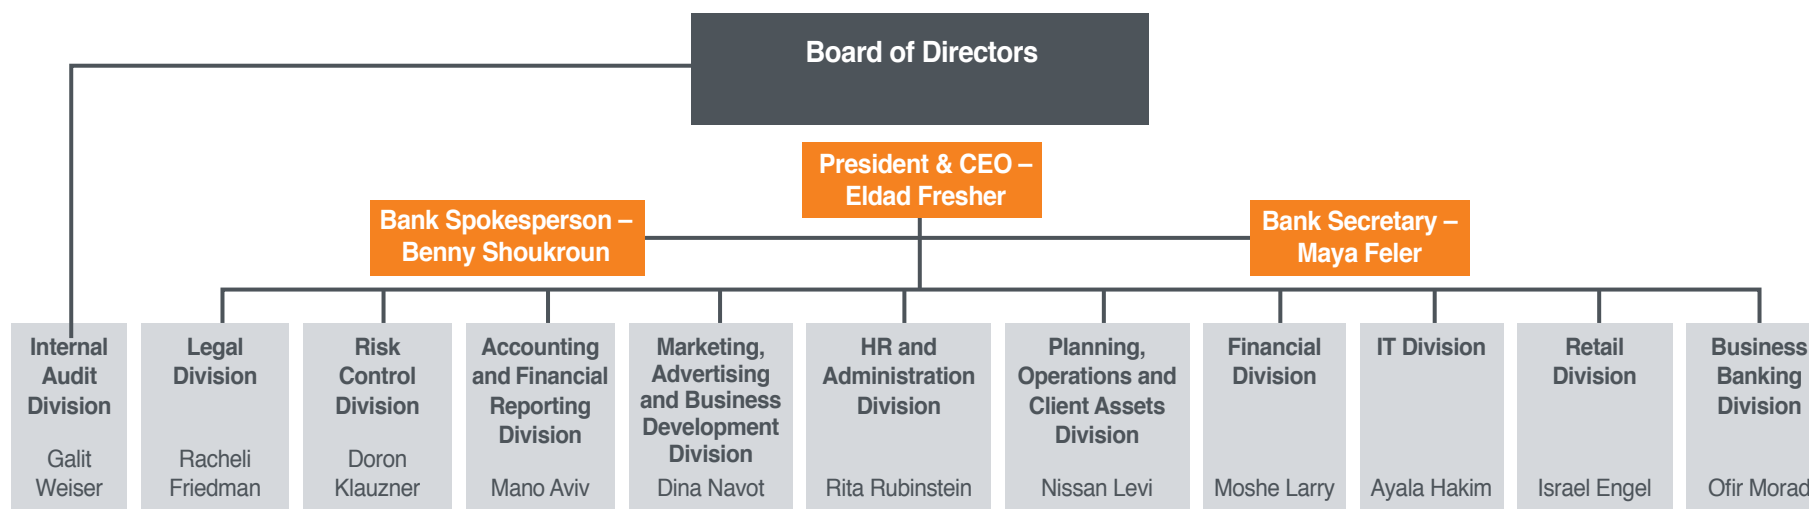 Board of Directors
President & CEO –
Eldad Fresher
Bank Spokesperson –
Benny Shoukroun
Bank Secretary –
Maya Feler
Internal
Audit
Division
Galit
Weiser
Legal
Division
Racheli
Friedman
Risk
Control
Division
Doron
Klauzner
Accounting
and Financial
Reporting
Division
Mano Aviv
Marketing,
Advertising
and Business
Development
Division
Dina Navot
HR and
Administration
Division
Rita Rubinstein
Planning,
Operations and
Client Assets
Division
Nissan Levi
Financial
Division
Moshe Larry
IT Division
Ayala Hakim
Retail
Division
Israel Engel
Business
Banking
Division
Ofir Morad